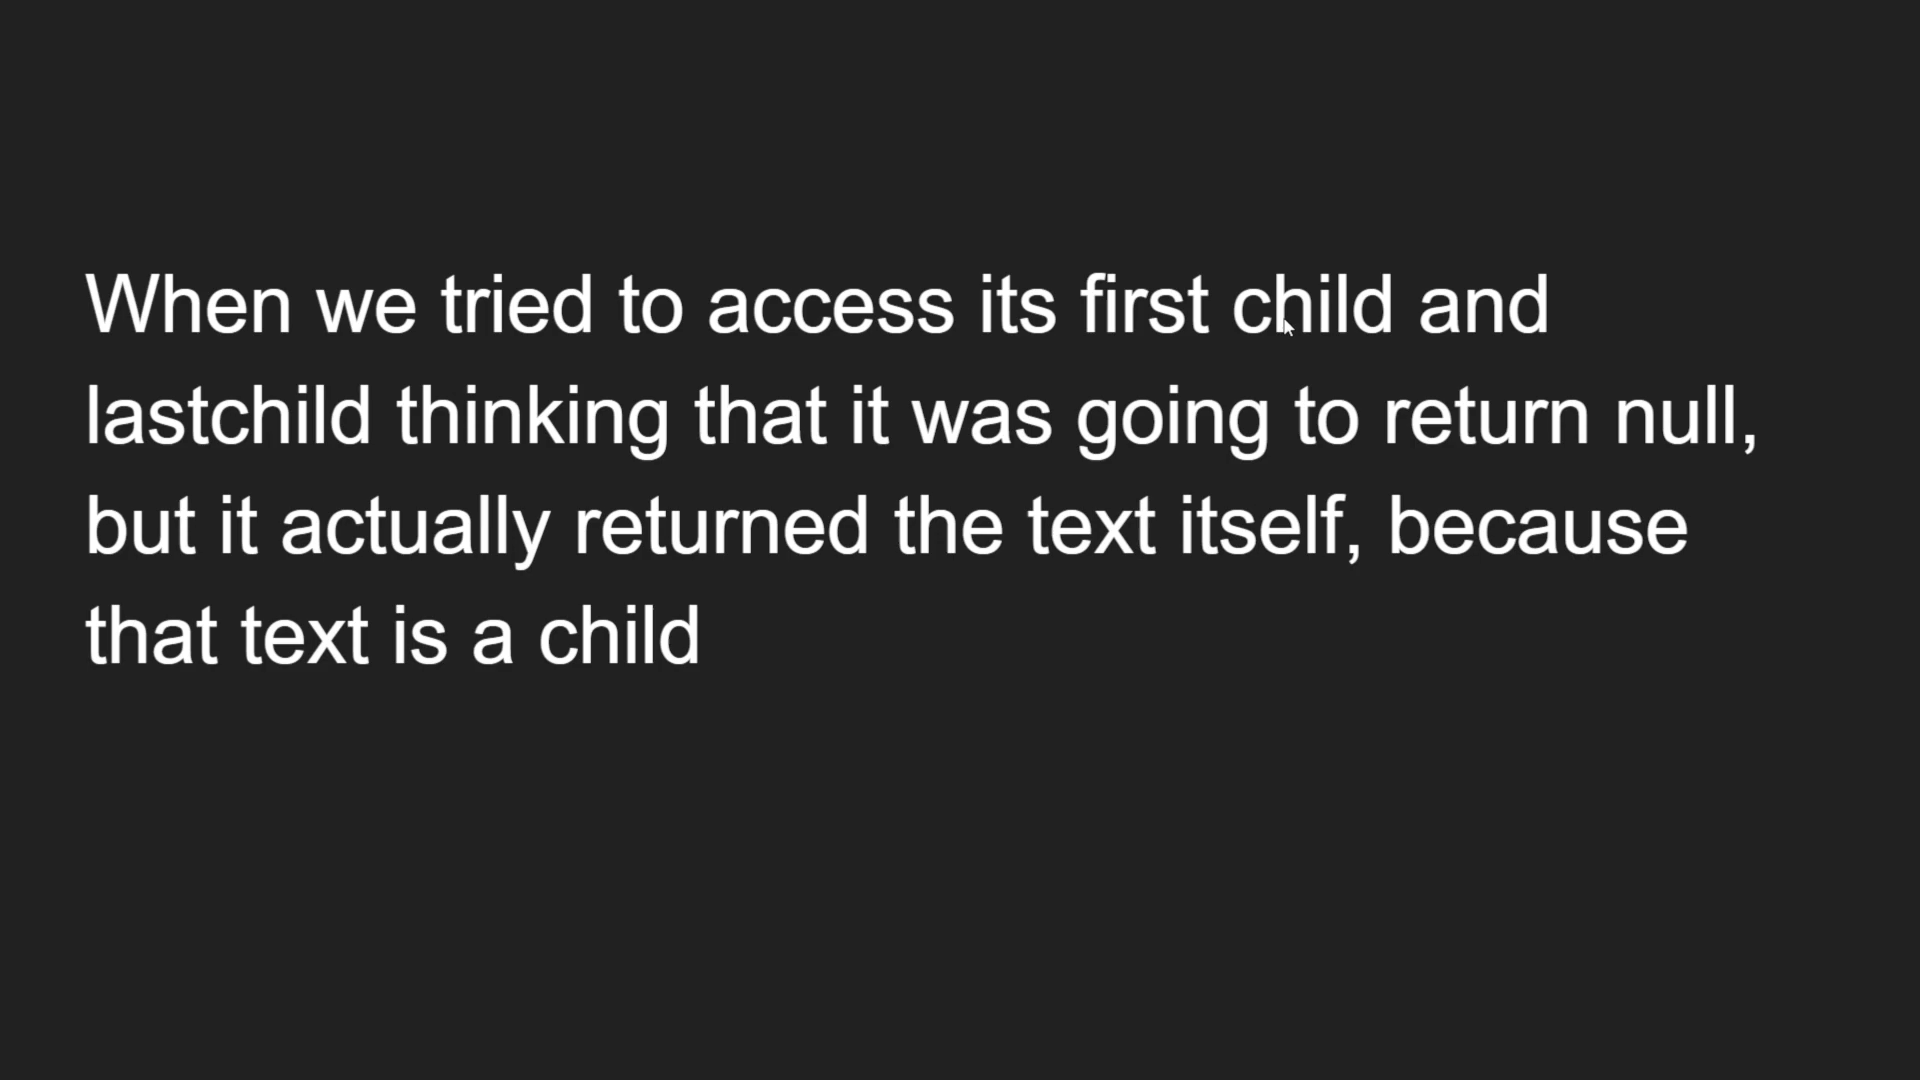 When we tried to access its first child and
lastchild thinking that it was going to return null,
but it actually returned the text itself, because
that text is a child